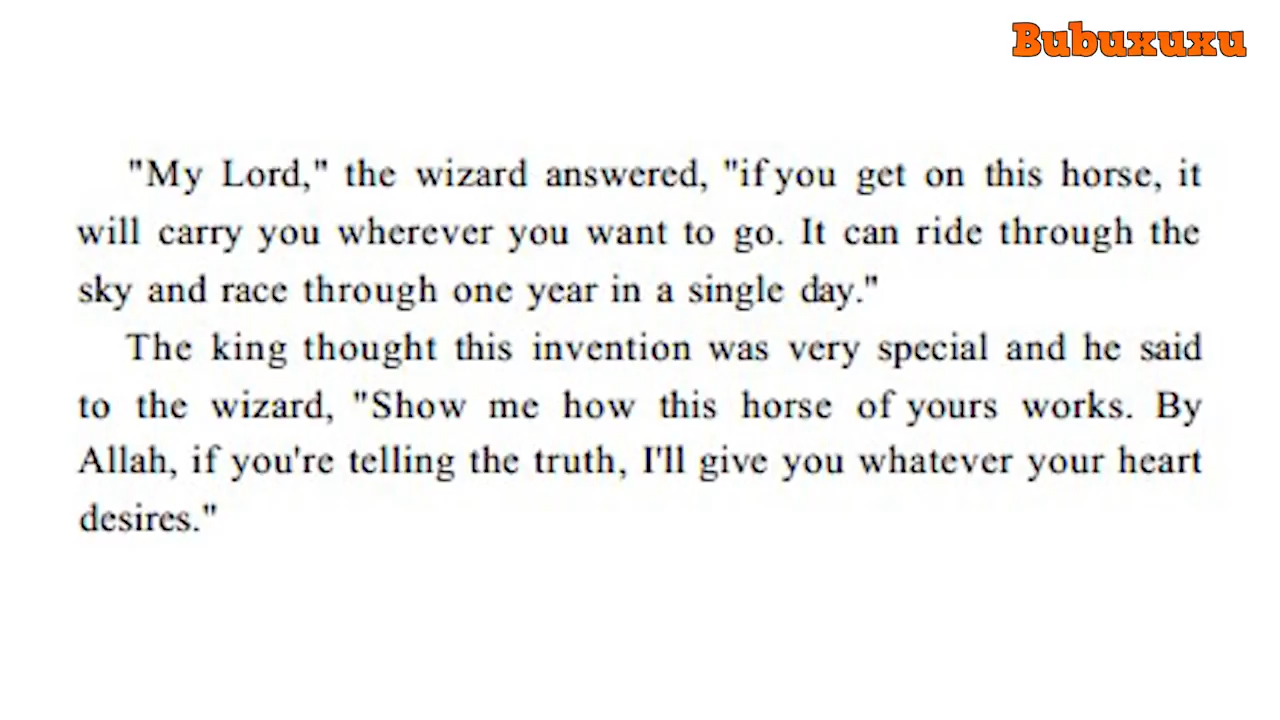 Bubuxuxu
"My Lord," the wizard answered, "if you get on this horse, it
will carry you wherever you want to go. It can ride through the
sky and race through one year in a single day."
The king thought this invention was very special and he said
to the wizard, "Show me how this horse of yours works. By
Allah, if you're telling the truth, I'll give you whatever your heart
desires."